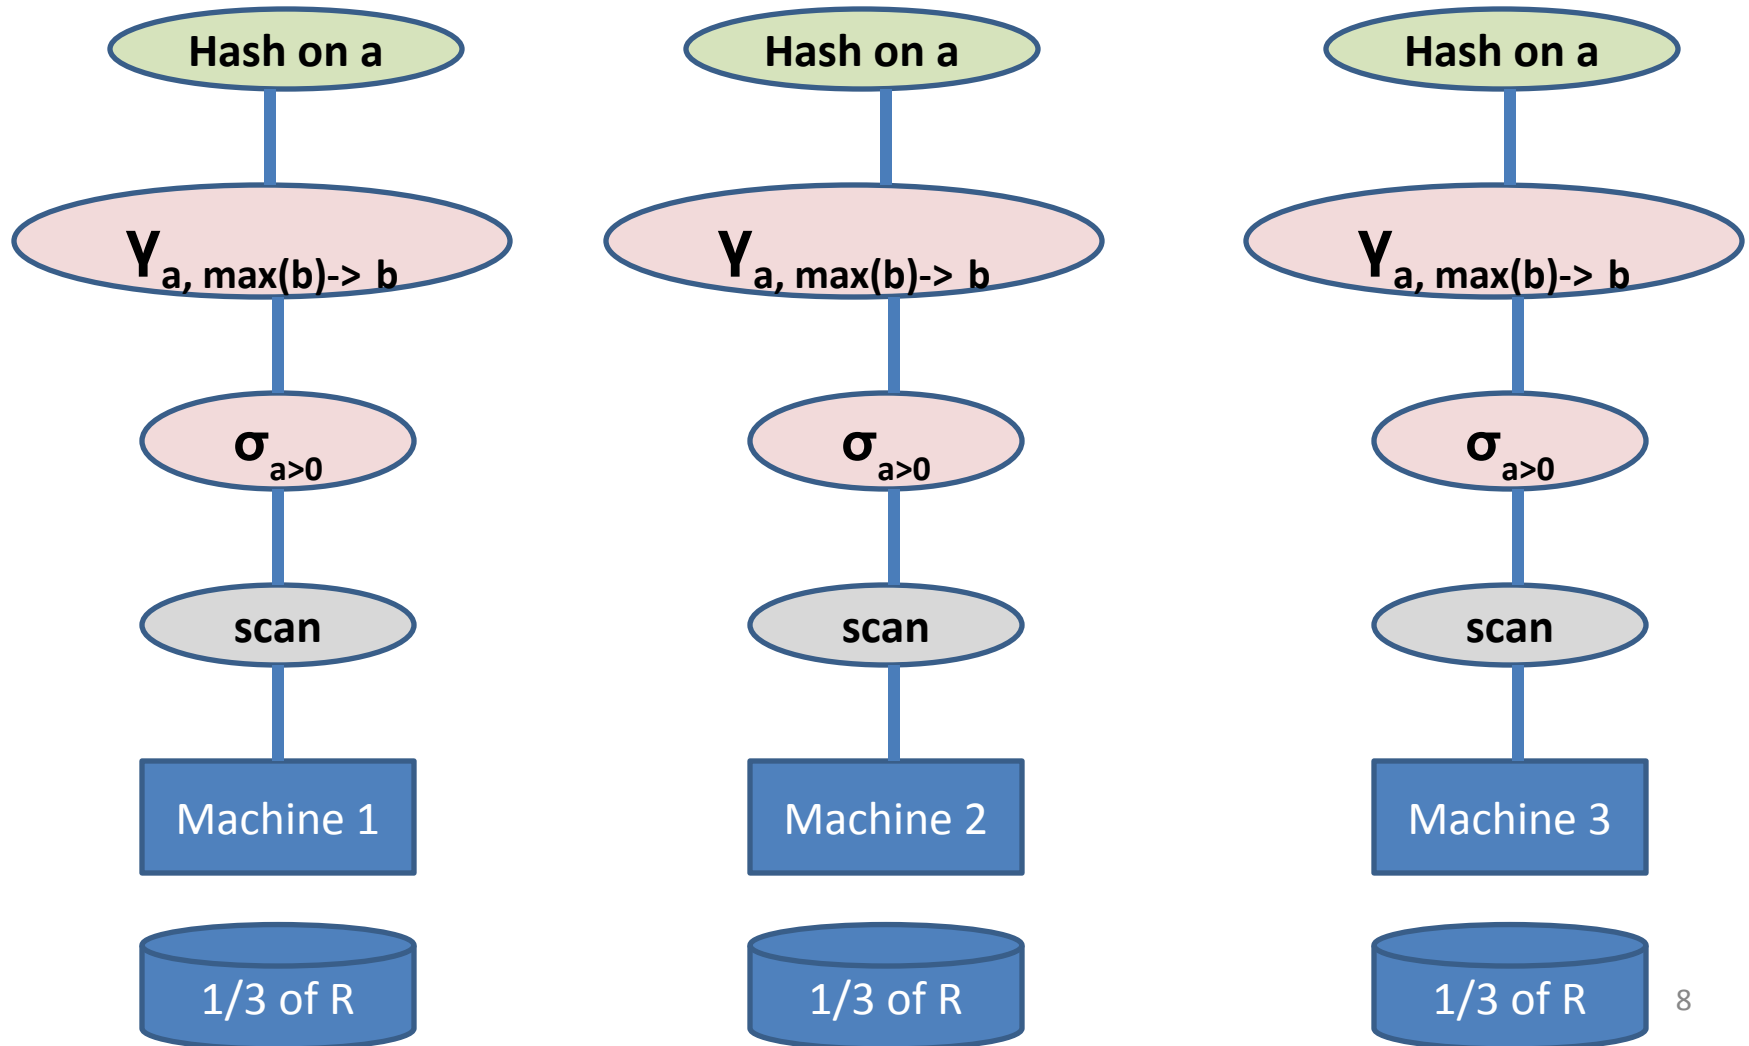 Hash on a
Hash on a
Hash on a
γa, max(b)-> b
γa, max(b)-> b
γa, max(b)-> b
σa>0
σa>0
σa>0
scan
scan
scan
Machine 1
Machine 2
Machine 3
1/3 of R
1/3 of R
1/3 of R
8